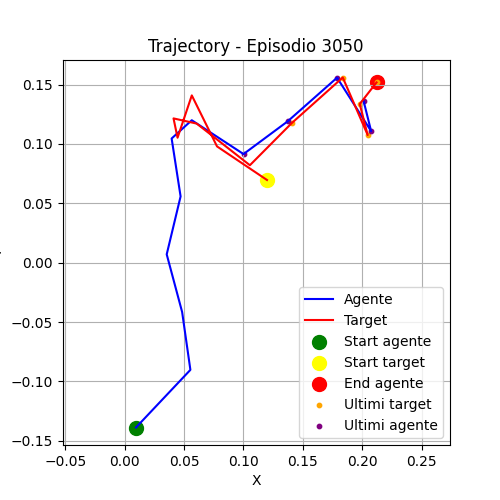 Trajectory - Episodio 3050
0.15
0.10
0.05
0.00
−0.05
−0.10
−0.15
−0.05
0.00
0.05
0.10
0.15
0.20
0.25
X
Agente
Target
Start agente
Start target
End agente
Ultimi target
Ultimi agente